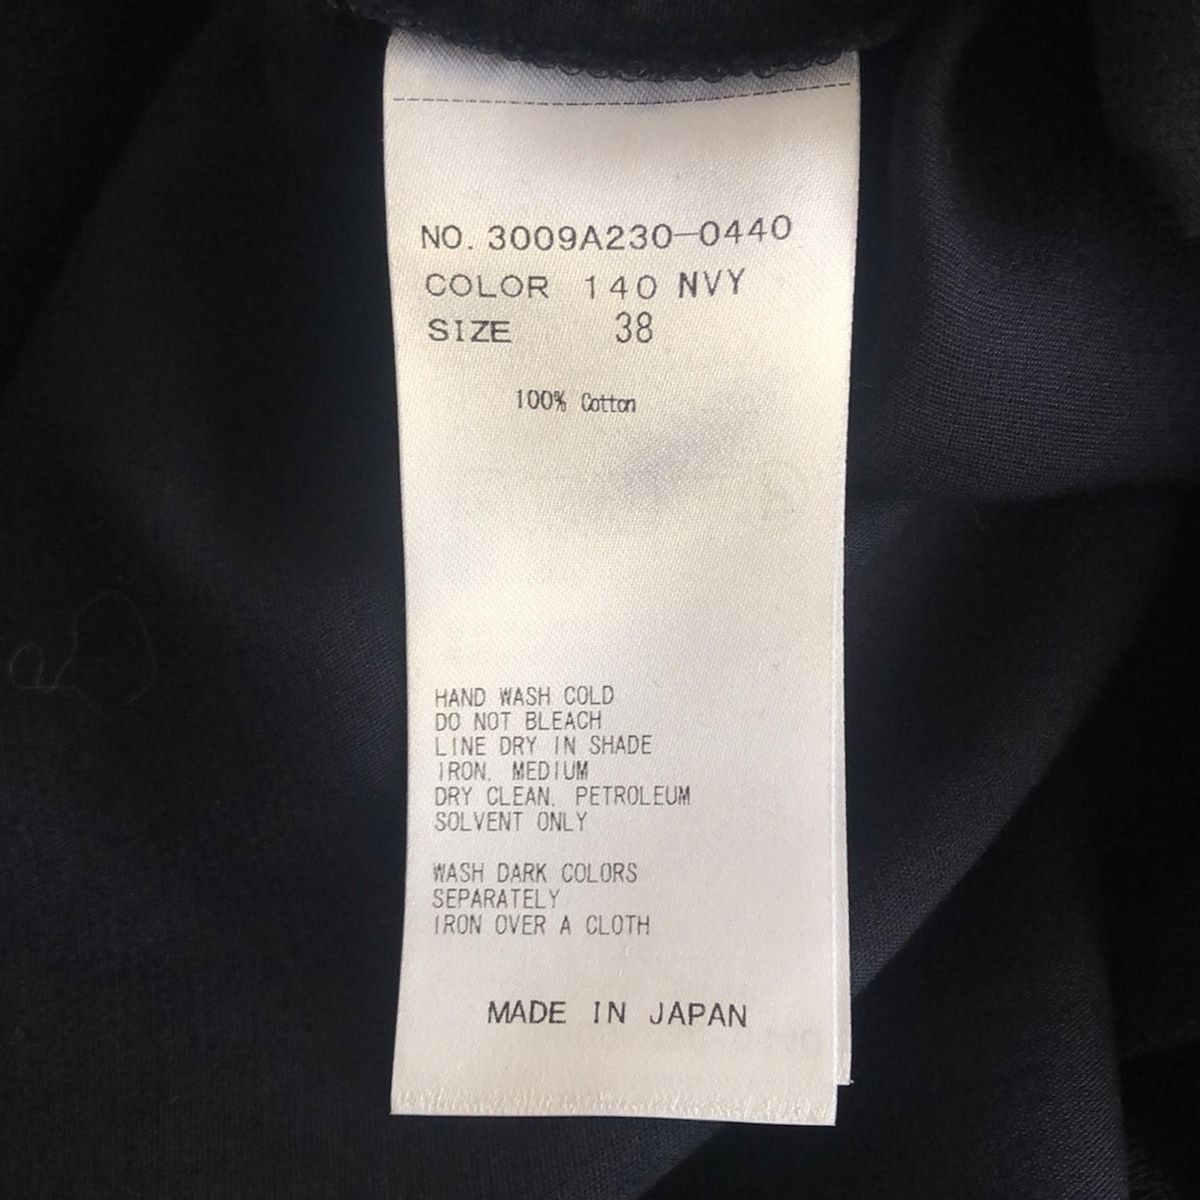 NO. 3009A230-0440
COLOR 140 NVY
SIZE 38
100% Cotton
HAND WASH COLD
DO NOT BLEACH
LINE DRY IN SHADE
IRON, MEDIUM
DRY CLEAN, PETROLEUM
SOLVENT ONLY
WASH DARK COLORS
SEPARATELY
IRON OVER A CLOTH
MADE IN JAPAN